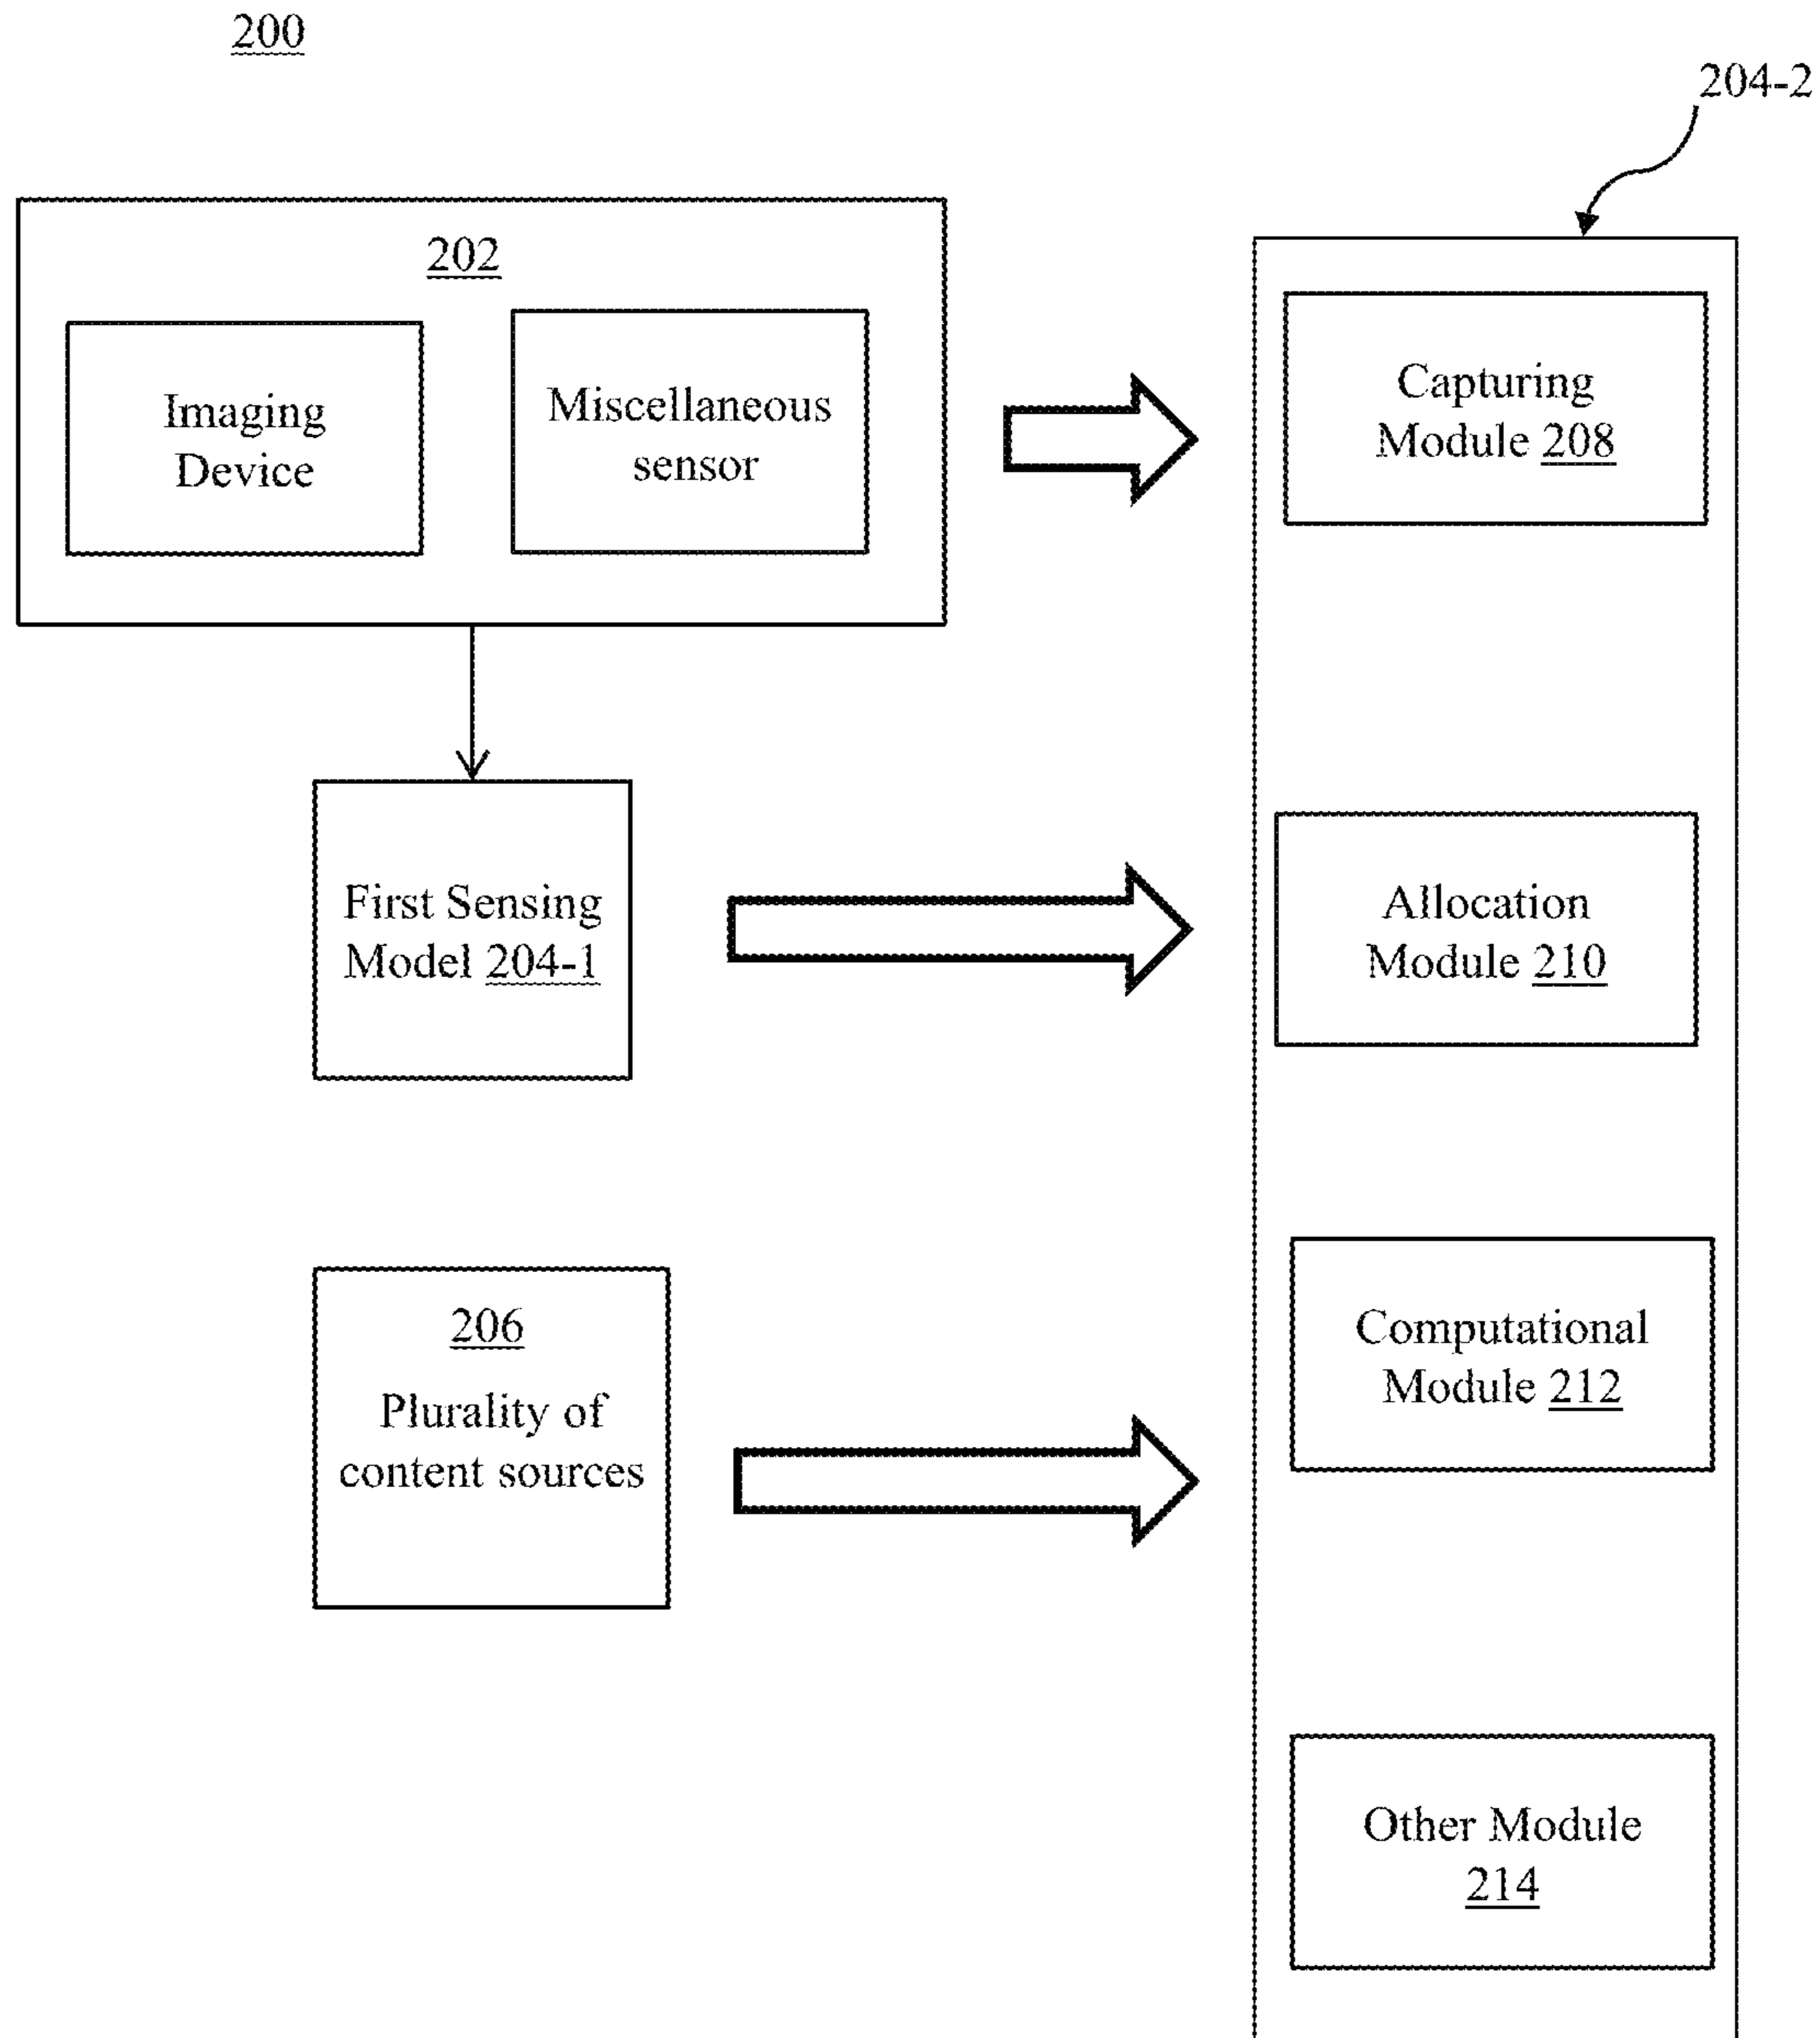 200
204-2
202
Imaging
Device
Miscellaneous
sensor
Capturing
Module 208
First Sensing
Model 204-1
Allocation
Module 210
206
Plurality of
content sources
Computational
Module 212
Other Module
214